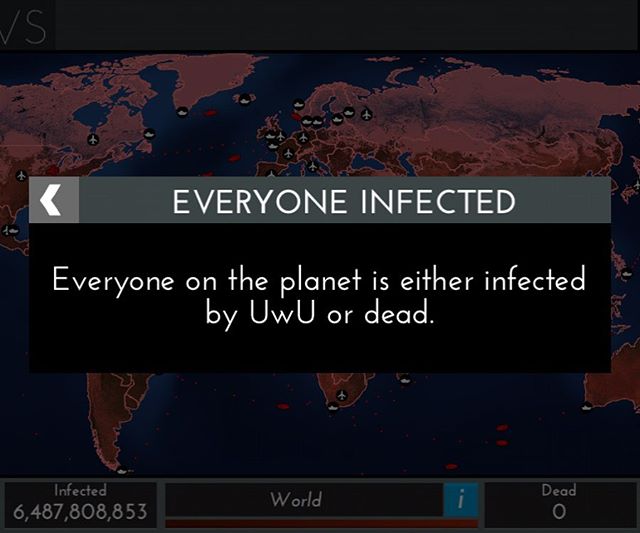 VS
EVERYONE INFECTED
Everyone on the planet is either infected
by UwU or dead.
Infected
6,487,808,853
World
i
Dead
0